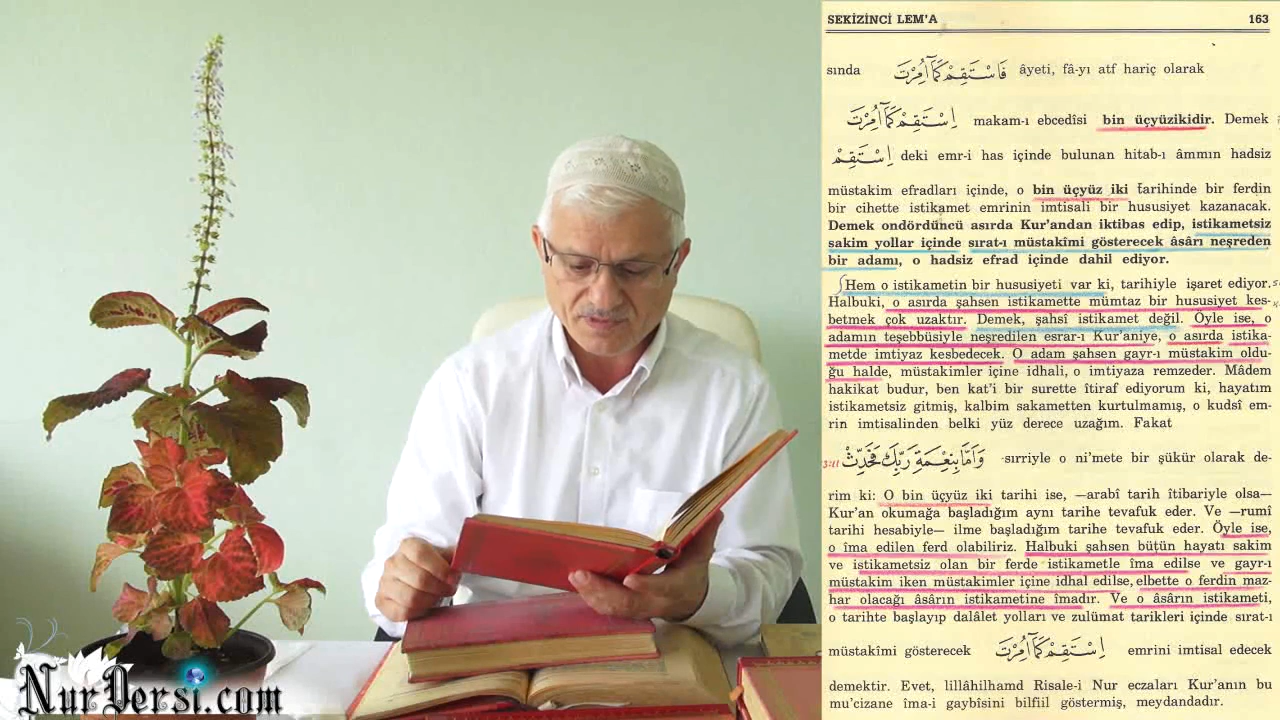 SEKİZİNCİ LEM'A 163
sında فَاسْتَقِمْ كَمَٓا اُمِرْتَ âyeti, fâ-yı atf hariç olarak
اِسْتَقِمْ كَمَٓا اُمِرْتَ makam-ı ebcedîsi bin üçyüzikidir. Demek
اِسْتَقِمْ deki emr-i has içinde bulunan hitab-ı âmmın hadsiz
müstakim efradları içinde, o bin üçyüz iki tarihinde bir ferdin
bir cihette istikamet emrinin imtisali bir hususiyet kazanacak.
Demek ondördüncü asırda Kur'andan iktibas edip, istikametsiz
sakim yollar içinde sırat-ı müstakîmi gösterecek âsârı neşreden
bir adamı, o hadsiz efrad içinde dahil ediyor.
Hem o istikametin bir hususiyeti var ki, tarihiyle işaret ediyor.
Halbuki, o asırda şahsen istikamette mümtaz bir hususiyet kes-
betmek çok uzaktır. Demek, şahsî istikamet değil. Öyle ise, o
adamın teşebbüsiyle neşredilen esrar-ı Kur'aniye, o asırda istika-
metde imtiyaz kesbedecek. O adam şahsen gayr-ı müstakim oldu-
ğu halde, müstakimler içine idhali, o imtiyaza remzeder. Mâdem
hakikat budur, ben kat'i bir surette îtiraf ediyorum ki, hayatım
istikametsiz gitmiş, kalbim sakametten kurtulmamış, o kudsî em-
rin imtisalinden belki yüz derece uzağım. Fakat
وَاَمَّا بِنِعْمَةِ رَبِّكَ فَحَدِّثْ sırriyle o ni'mete bir şükür olarak de-
rim ki: O bin üçyüz iki tarihi ise, —arabî tarih îtibariyle olsa—
Kur'an okumağa başladığım aynı tarihe tevafuk eder. Ve —rumî
tarihi hesabiyle— ilme başladığım tarihe tevafuk eder. Öyle ise,
o îma edilen ferd olabiliriz. Halbuki şahsen bütün hayatı sakim
ve istikametsiz olan bir ferde istikametle îma edilse ve gayr-ı
müstakim iken müstakimler içine idhal edilse, elbette o ferdin maz-
har olacağı âsârın istikametine îmadır. Ve o âsârın istikameti,
o tarihte başlayıp dalâlet yolları ve zulümat tarikleri içinde sırat-ı
müstakîmi gösterecek اِسْتَقِمْ كَمَٓا اُمِرْتَ emrini imtisal edecek
demektir. Evet, lillâhilhamd Risale-i Nur eczaları Kur'anın bu
mu'cizane îma-i gaybîsini bilfiil göstermiş, meydandadır.
NurDersi.com